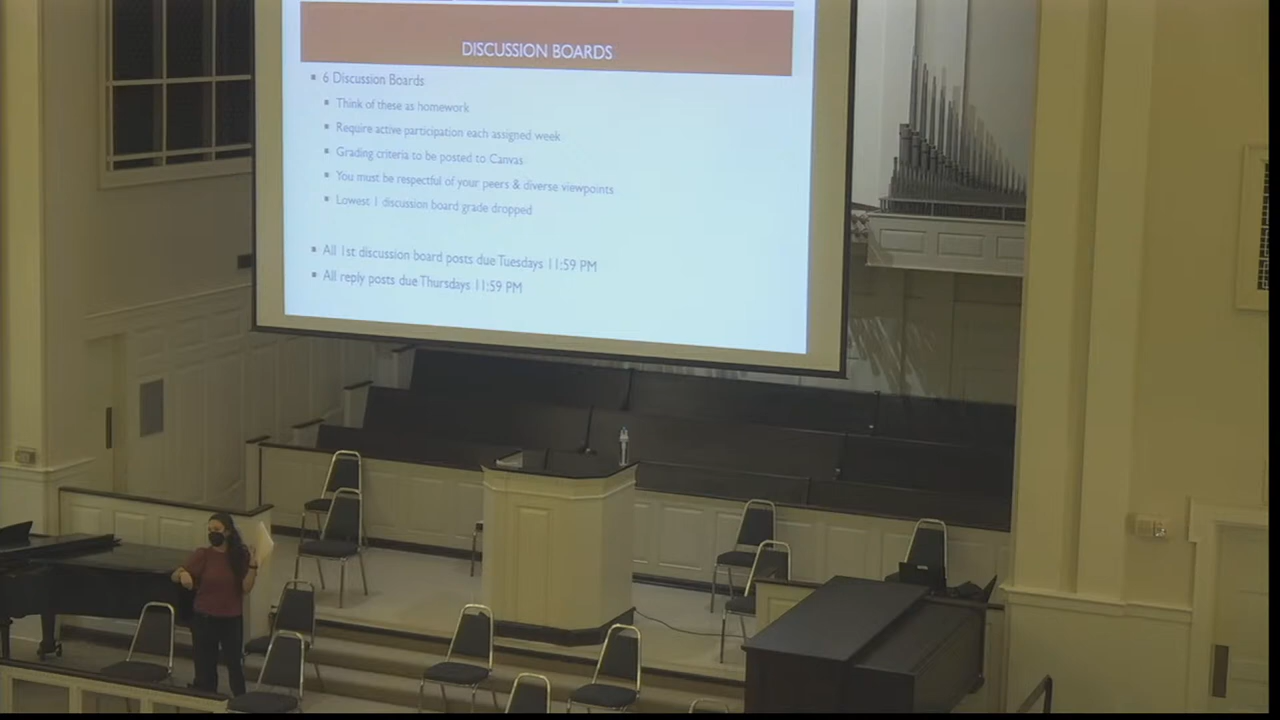 DISCUSSION BOARDS
6 Discussion Boards
Think of these as homework
Require active participation each assigned week
Grading criteria to be posted to Canvas
You must be respectful of your peers & diverse viewpoints
Lowest 1 discussion board grade dropped
All 1st discussion board posts due Tuesdays 11:59 PM
All reply posts due Thursdays 11:59 PM